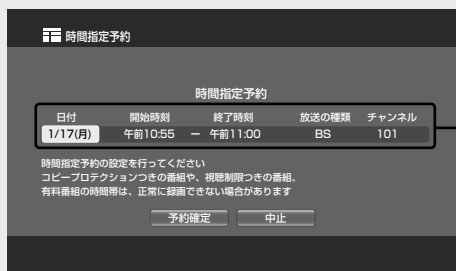 時間指定予約
時間指定予約
日付 開始時刻 終了時刻 放送の種類 チャンネル
1/17(月) 午前10:55 － 午前11:00 BS 101
時間指定予約の設定を行ってください
コピープロテクションつきの番組や、視聴制限つきの番組、
有料番組の時間帯は、正常に録画できない場合があります
予約確定 中止